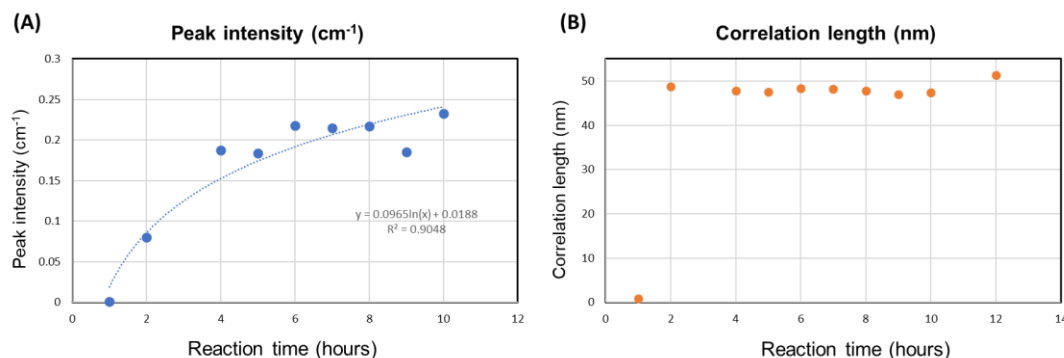 (A)
Peak intensity (cm⁻¹)
Peak intensity (cm⁻¹)
0.3
0.25
0.2
0.15
0.1
0.05
0
y = 0.0965ln(x) + 0.0188
R² = 0.9048
0 2 4 6 8 10 12
Reaction time (hours)
(B)
Correlation length (nm)
Correlation length (nm)
50
40
30
20
10
0
0 2 4 6 8 10 12 14
Reaction time (hours)